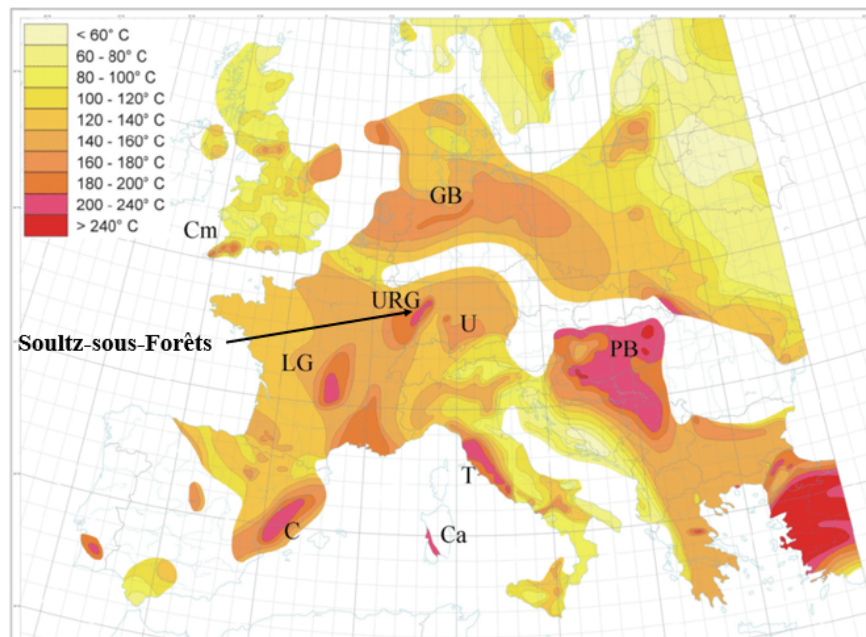 < 60° C
60 - 80° C
80 - 100° C
100 - 120° C
120 - 140° C
140 - 160° C
160 - 180° C
180 - 200° C
200 - 240° C
> 240° C
GB
Cm
URG
Soultz-sous-Forêts
U
PB
LG
T
C
Ca